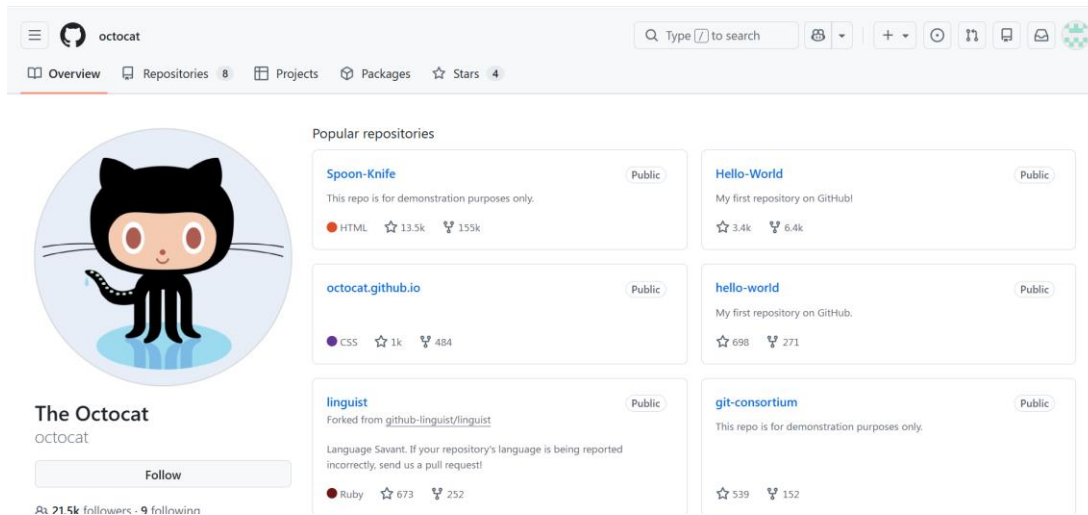 octocat
Type / to search
Overview
Repositories 8
Projects
Packages
Stars 4
Popular repositories
Spoon-Knife Public
This repo is for demonstration purposes only.
HTML 13.5k 155k
Hello-World Public
My first repository on GitHub!
3.4k 6.4k
octocat.github.io Public
CSS 1k 484
hello-world Public
My first repository on GitHub.
698 271
linguist Public
Forked from github-linguist/linguist
Language Savant. If your repository's language is being reported
incorrectly, send us a pull request!
Ruby 673 252
git-consortium Public
This repo is for demonstration purposes only.
539 152
The Octocat
octocat
Follow
21.5k followers · 9 following